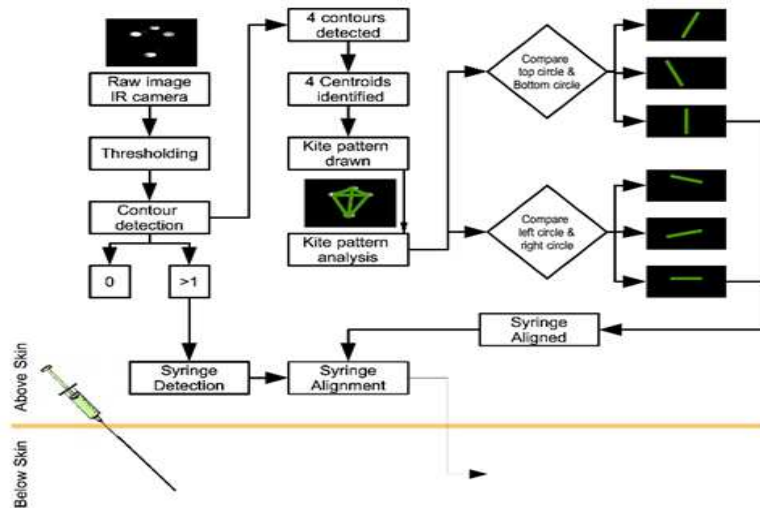 Raw image
IR camera
Thresholding
Contour
detection
0
>1
Syringe
Detection
4 contours
detected
4 Centroids
identified
Kite pattern
drawn
Kite pattern
analysis
Compare
top circle &
Bottom circle
Compare
left circle &
right circle
Syringe
Aligned
Syringe
Alignment
Above Skin
Below Skin